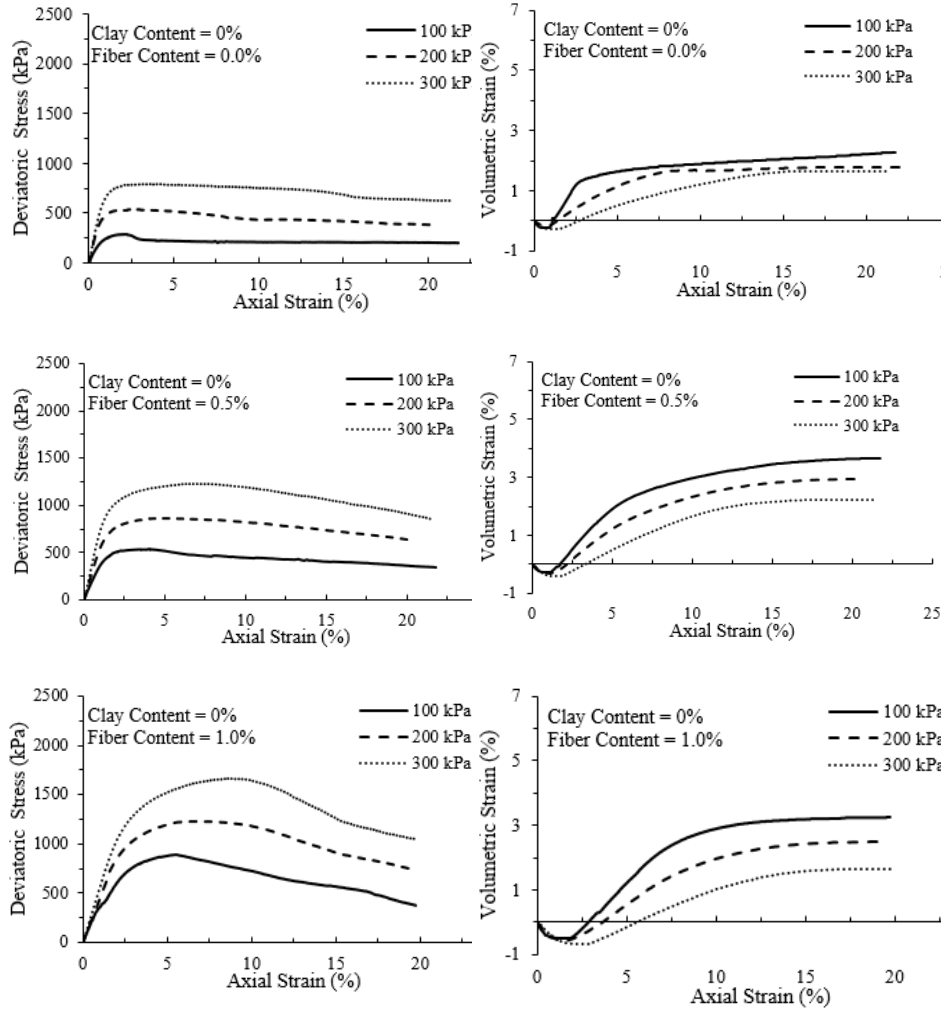 Deviatoric Stress (kPa)
2500
2000
1500
1000
500
0
Clay Content = 0%
Fiber Content = 0.0%
100 kP
200 kP
300 kP
0
5
10
15
20
Axial Strain (%)
Volumetric Strain (%)
7
5
3
1
-1
Clay Content = 0%
Fiber Content = 0.0%
100 kPa
200 kPa
300 kPa
0
5
10
15
20
Axial Strain (%)
Deviatoric Stress (kPa)
2500
2000
1500
1000
500
0
Clay Content = 0%
Fiber Content = 0.5%
100 kPa
200 kPa
300 kPa
0
5
10
15
20
Axial Strain (%)
Volumetric Strain (%)
7
5
3
1
-1
Clay Content = 0%
Fiber Content = 0.5%
100 kPa
200 kPa
300 kPa
0
5
10
15
20
25
Axial Strain (%)
Deviatoric Stress (kPa)
2500
2000
1500
1000
500
0
Clay Content = 0%
Fiber Content = 1.0%
100 kPa
200 kPa
300 kPa
0
5
10
15
20
Axial Strain (%)
Volumetric Strain (%)
7
5
3
1
-1
Clay Content = 0%
Fiber Content = 1.0%
100 kPa
200 kPa
300 kPa
0
5
10
15
20
Axial Strain (%)